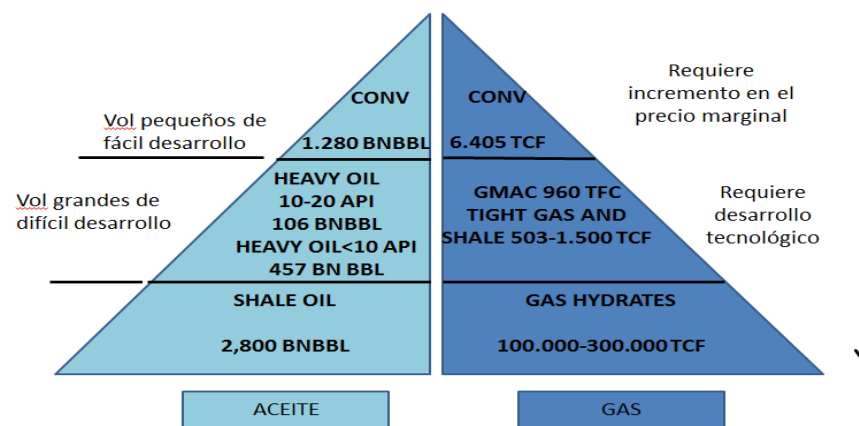 Vol pequeños de
fácil desarrollo
CONV
1.280 BNBBL
CONV
6.405 TCF
Requiere
incremento en el
precio marginal
Vol grandes de
difícil desarrollo
HEAVY OIL
10-20 API
106 BNBBL
HEAVY OIL<10 API
457 BN BBL
GMAC 960 TFC
TIGHT GAS AND
SHALE 503-1.500 TCF
Requiere
desarrollo
tecnológico
SHALE OIL
2,800 BNBBL
GAS HYDRATES
100.000-300.000 TCF
ACEITE
GAS